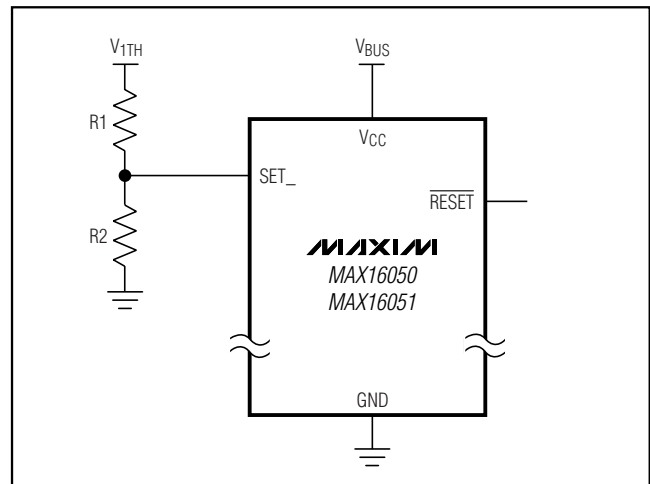 V1TH
VBUS
R1
VCC
SET_
RESET
R2
MAXIM
MAX16050
MAX16051
GND